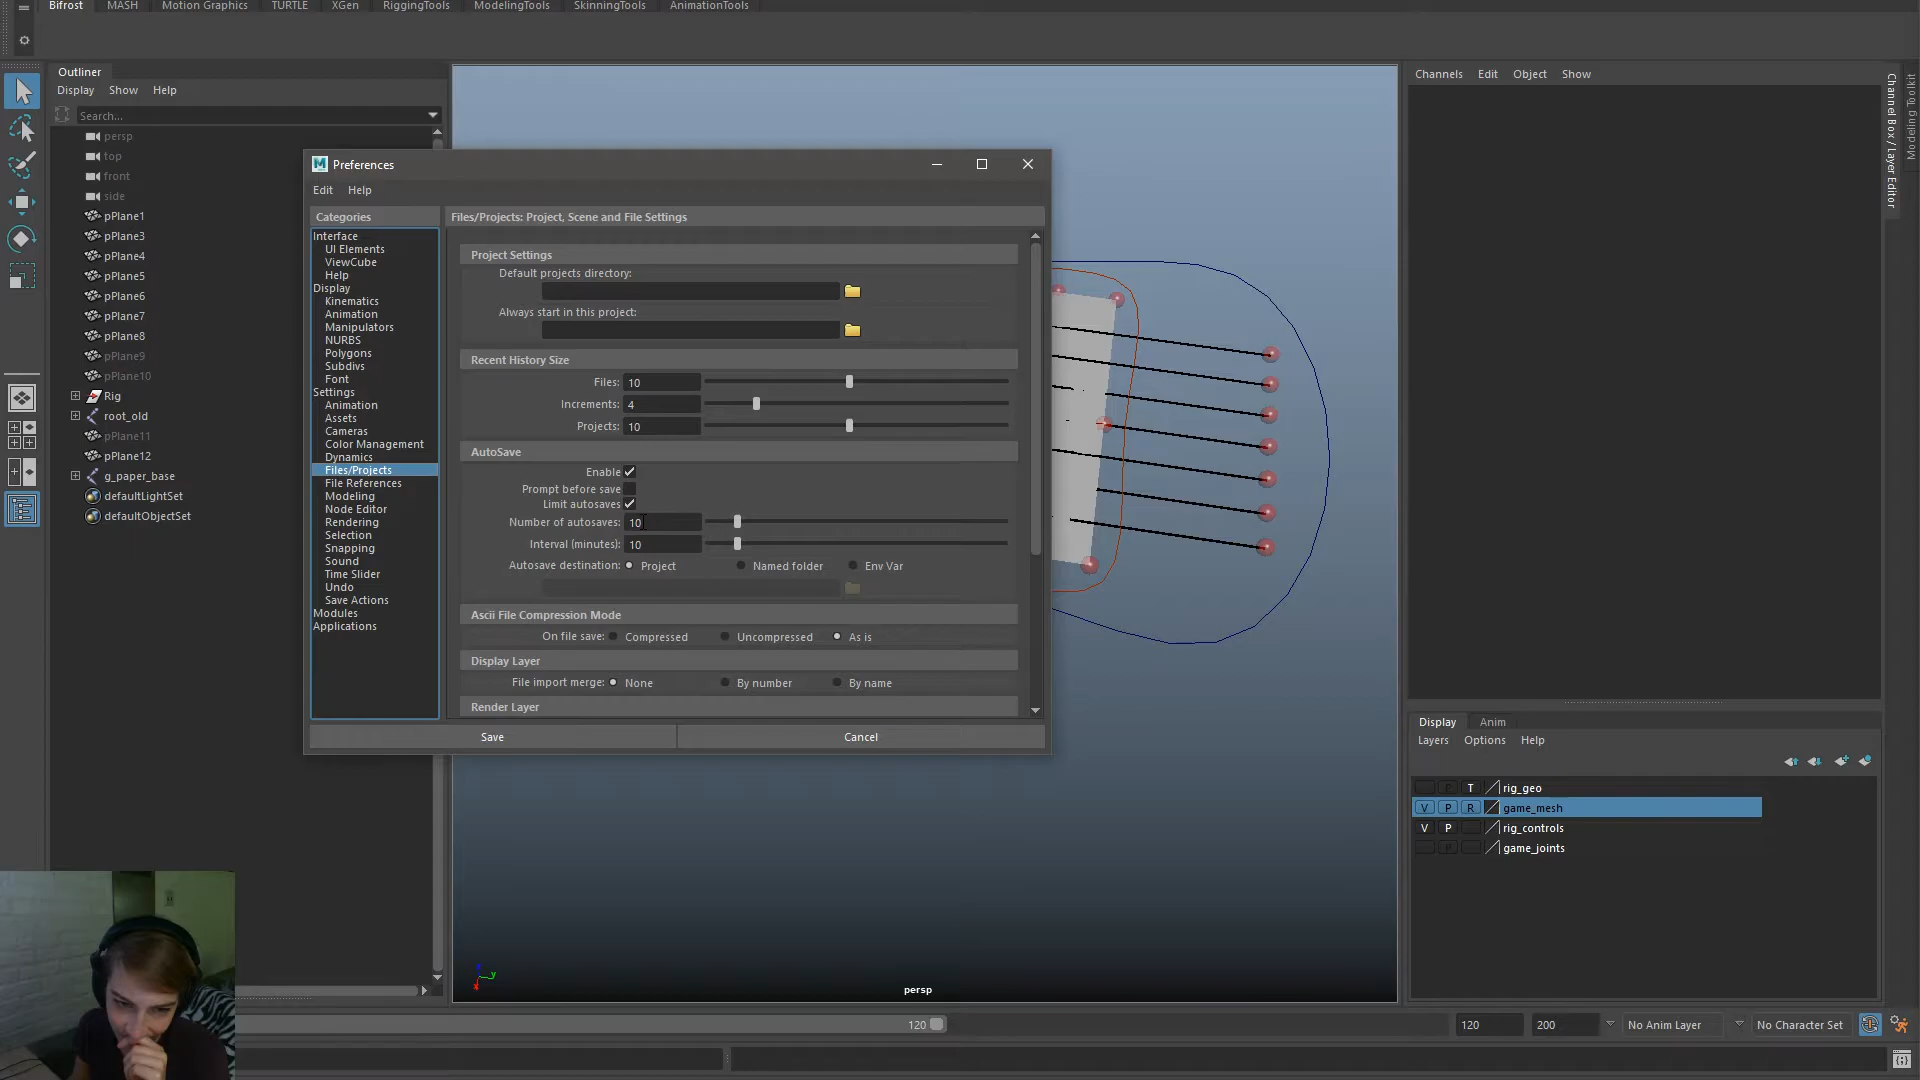 Bifrost MASH Motion Graphics TURTLE XGen RiggingTools ModelingTools SkinningTools AnimationTools
Outliner
Display Show Help
Search...
persp
top
front
side
pPlane1
pPlane3
pPlane4
pPlane5
pPlane6
pPlane7
pPlane8
pPlane9
pPlane10
Rig
root_old
pPlane11
pPlane12
g_paper_base
defaultLightSet
defaultObjectSet
Preferences
Edit Help
Categories
Interface
UI Elements
ViewCube
Help
Display
Kinematics
Animation
Manipulators
NURBS
Polygons
Subdivs
Font
Settings
Animation
Assets
Cameras
Color Management
Dynamics
Files/Projects
File References
Modeling
Node Editor
Rendering
Selection
Snapping
Sound
Time Slider
Undo
Save Actions
Modules
Applications
Files/Projects: Project, Scene and File Settings
Project Settings
Default projects directory:
Always start in this project:
Recent History Size
Files: 10
Increments: 4
Projects: 10
AutoSave
Enable
Prompt before save
Limit autosaves
Number of autosaves: 10
Interval (minutes): 10
Autosave destination: Project Named folder Env Var
Ascii File Compression Mode
On file save: Compressed Uncompressed As is
Display Layer
File import merge: None By number By name
Render Layer
Save Cancel
y
persp
Channels Edit Object Show
Channel Box / Layer Editor
Modeling Toolkit
Display Anim
Layers Options Help
T rig_geo
V P R game_mesh
V P rig_controls
P game_joints
120 120 200 No Anim Layer No Character Set